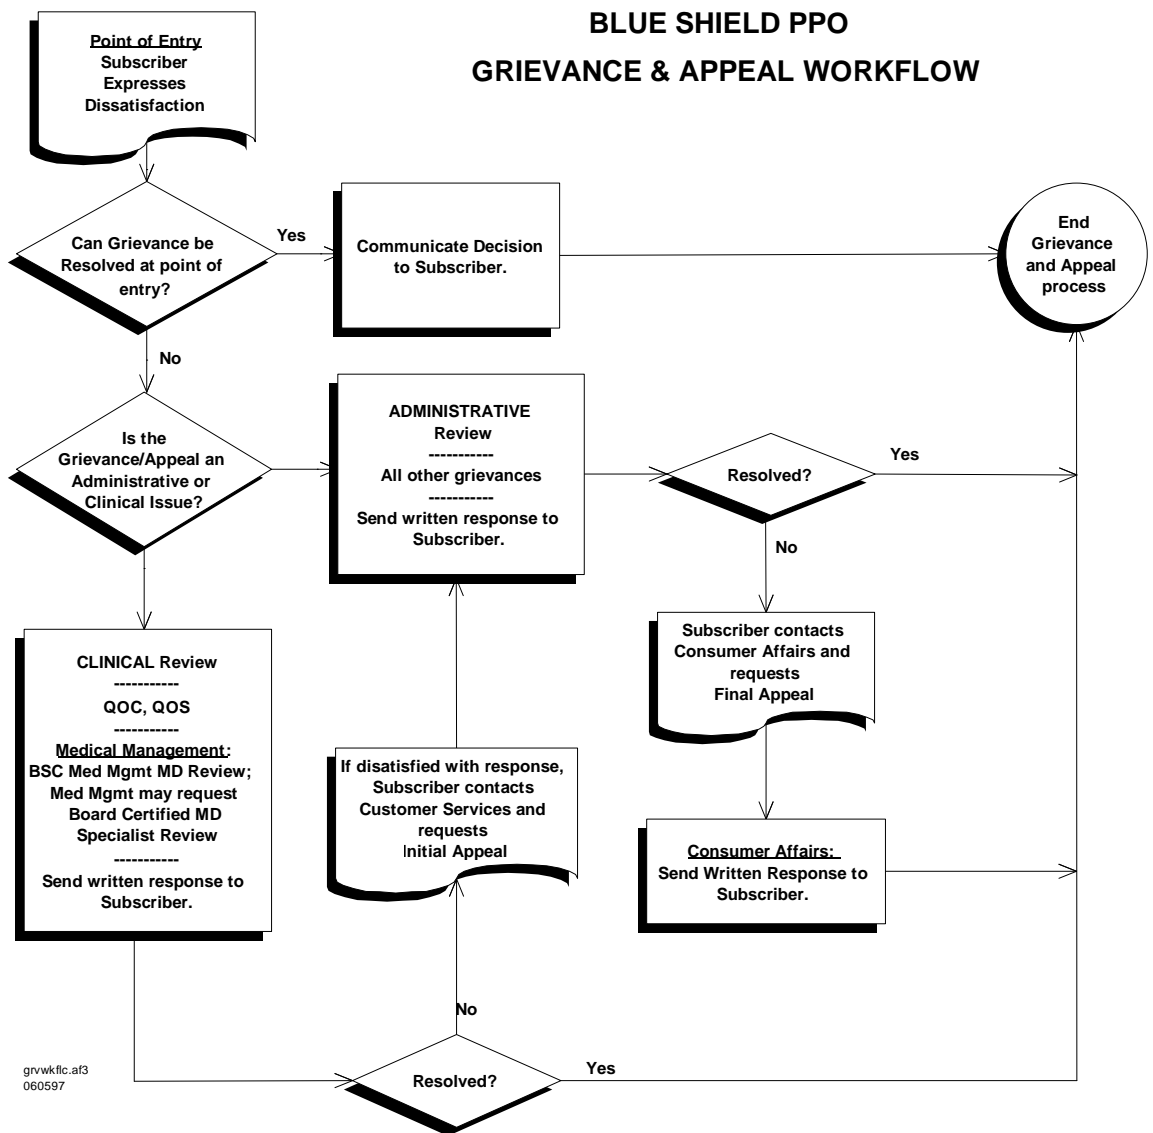 BLUE SHIELD PPO
GRIEVANCE & APPEAL WORKFLOW
Point of Entry
Subscriber
Expresses
Dissatisfaction
Can Grievance be
Resolved at point of
entry?
Yes
Communicate Decision
to Subscriber.
End
Grievance
and Appeal
process
No
Is the
Grievance/Appeal an
Administrative or
Clinical Issue?
ADMINISTRATIVE
Review
-----------
All other grievances
-----------
Send written response to
Subscriber.
Resolved?
Yes
No
Subscriber contacts
Consumer Affairs and
requests
Final Appeal
CLINICAL Review
-----------
QOC, QOS
-----------
Medical Management:
BSC Med Mgmt MD Review;
Med Mgmt may request
Board Certified MD
Specialist Review
-----------
Send written response to
Subscriber.
If disatisfied with response,
Subscriber contacts
Customer Services and
requests
Initial Appeal
Consumer Affairs:
Send Written Response to
Subscriber.
No
Resolved?
Yes
grvwkflc.af3
060597